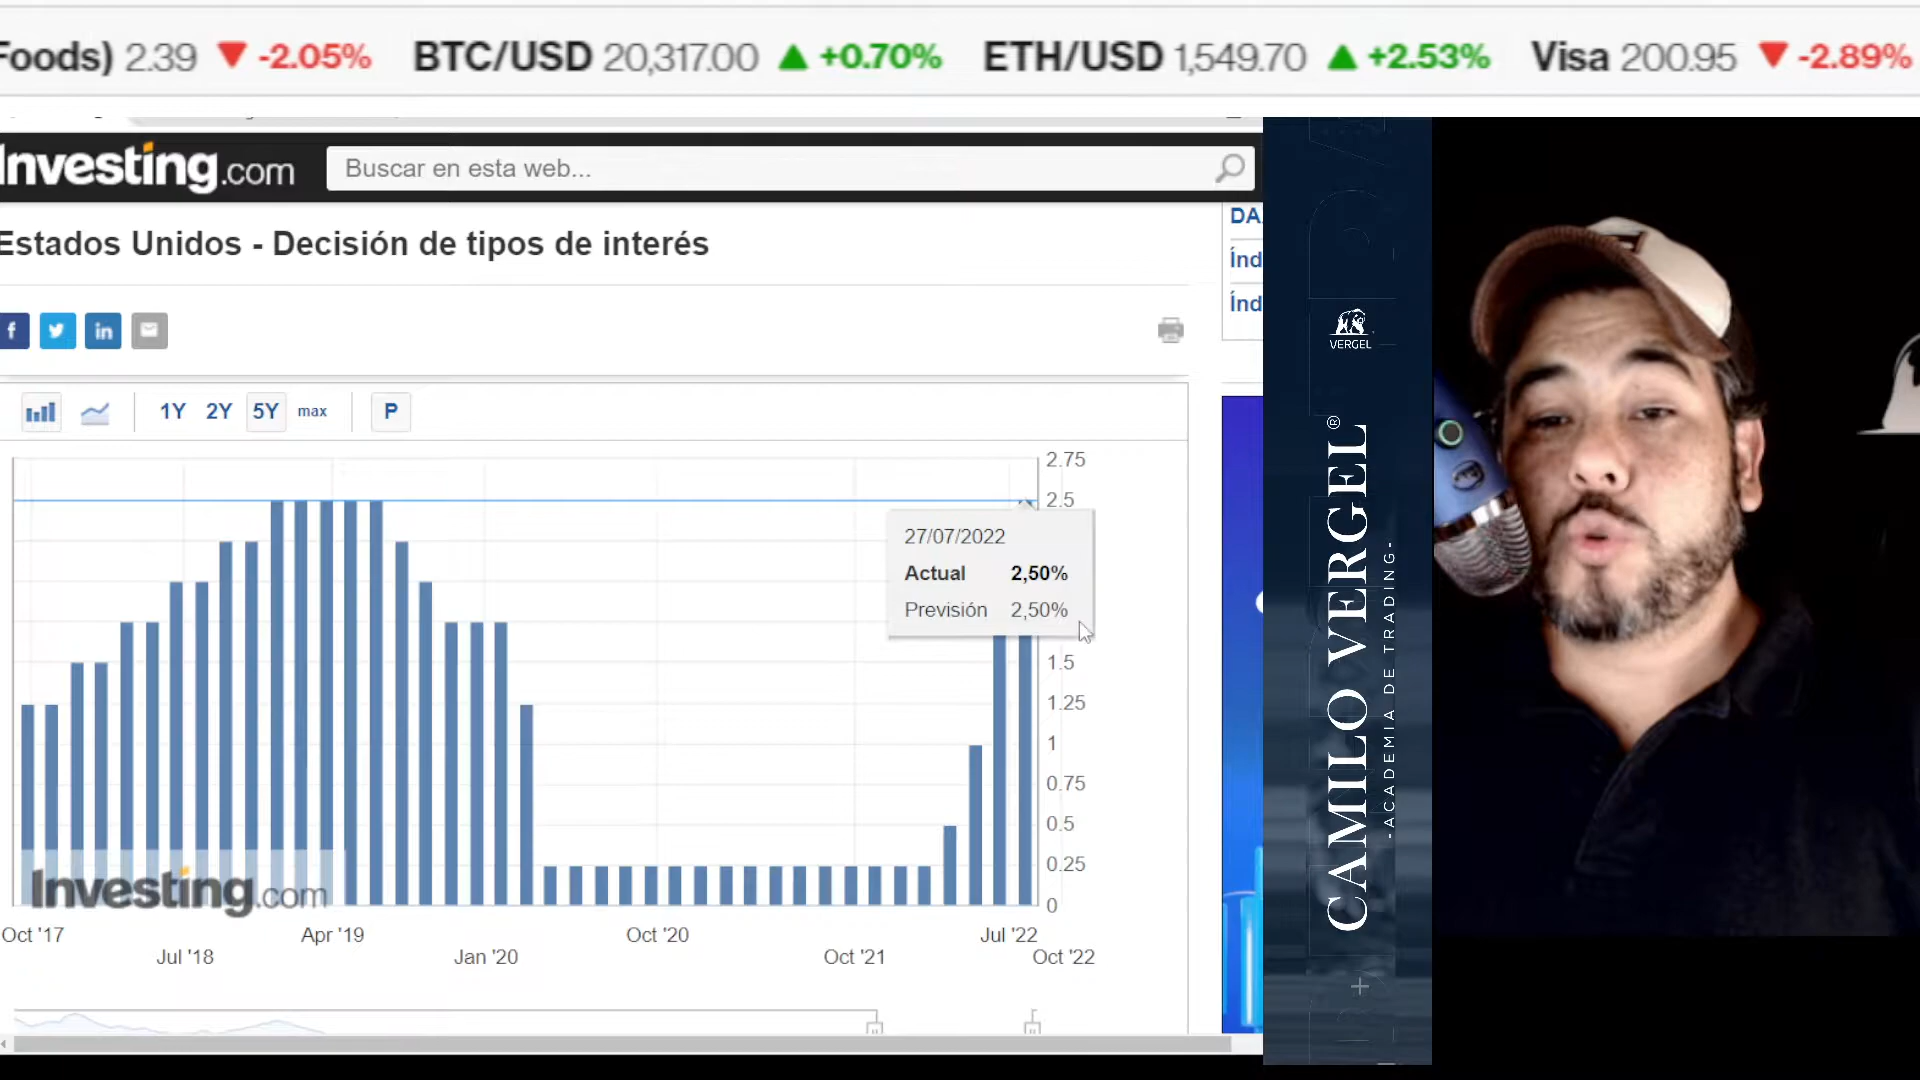 Foods) 2.39 ▼ -2.05% BTC/USD 20,317.00 ▲ +0.70% ETH/USD 1,549.70 ▲ +2.53% Visa 200.95 ▼ -2.89%
Investing.com
Buscar en esta web...
Estados Unidos - Decisión de tipos de interés
DA
Índ
Índ
f
in
1Y 2Y 5Y max P
2.75
2.5
27/07/2022
Actual 2,50%
Previsión 2,50%
1.5
1.25
1
0.75
0.5
0.25
0
Investing.com
Oct '17
Jul '18
Apr '19
Jan '20
Oct '20
Oct '21
Jul '22
Oct '22
VERGEL
CAMILO VERGEL®
-ACADEMIA DE TRADING-